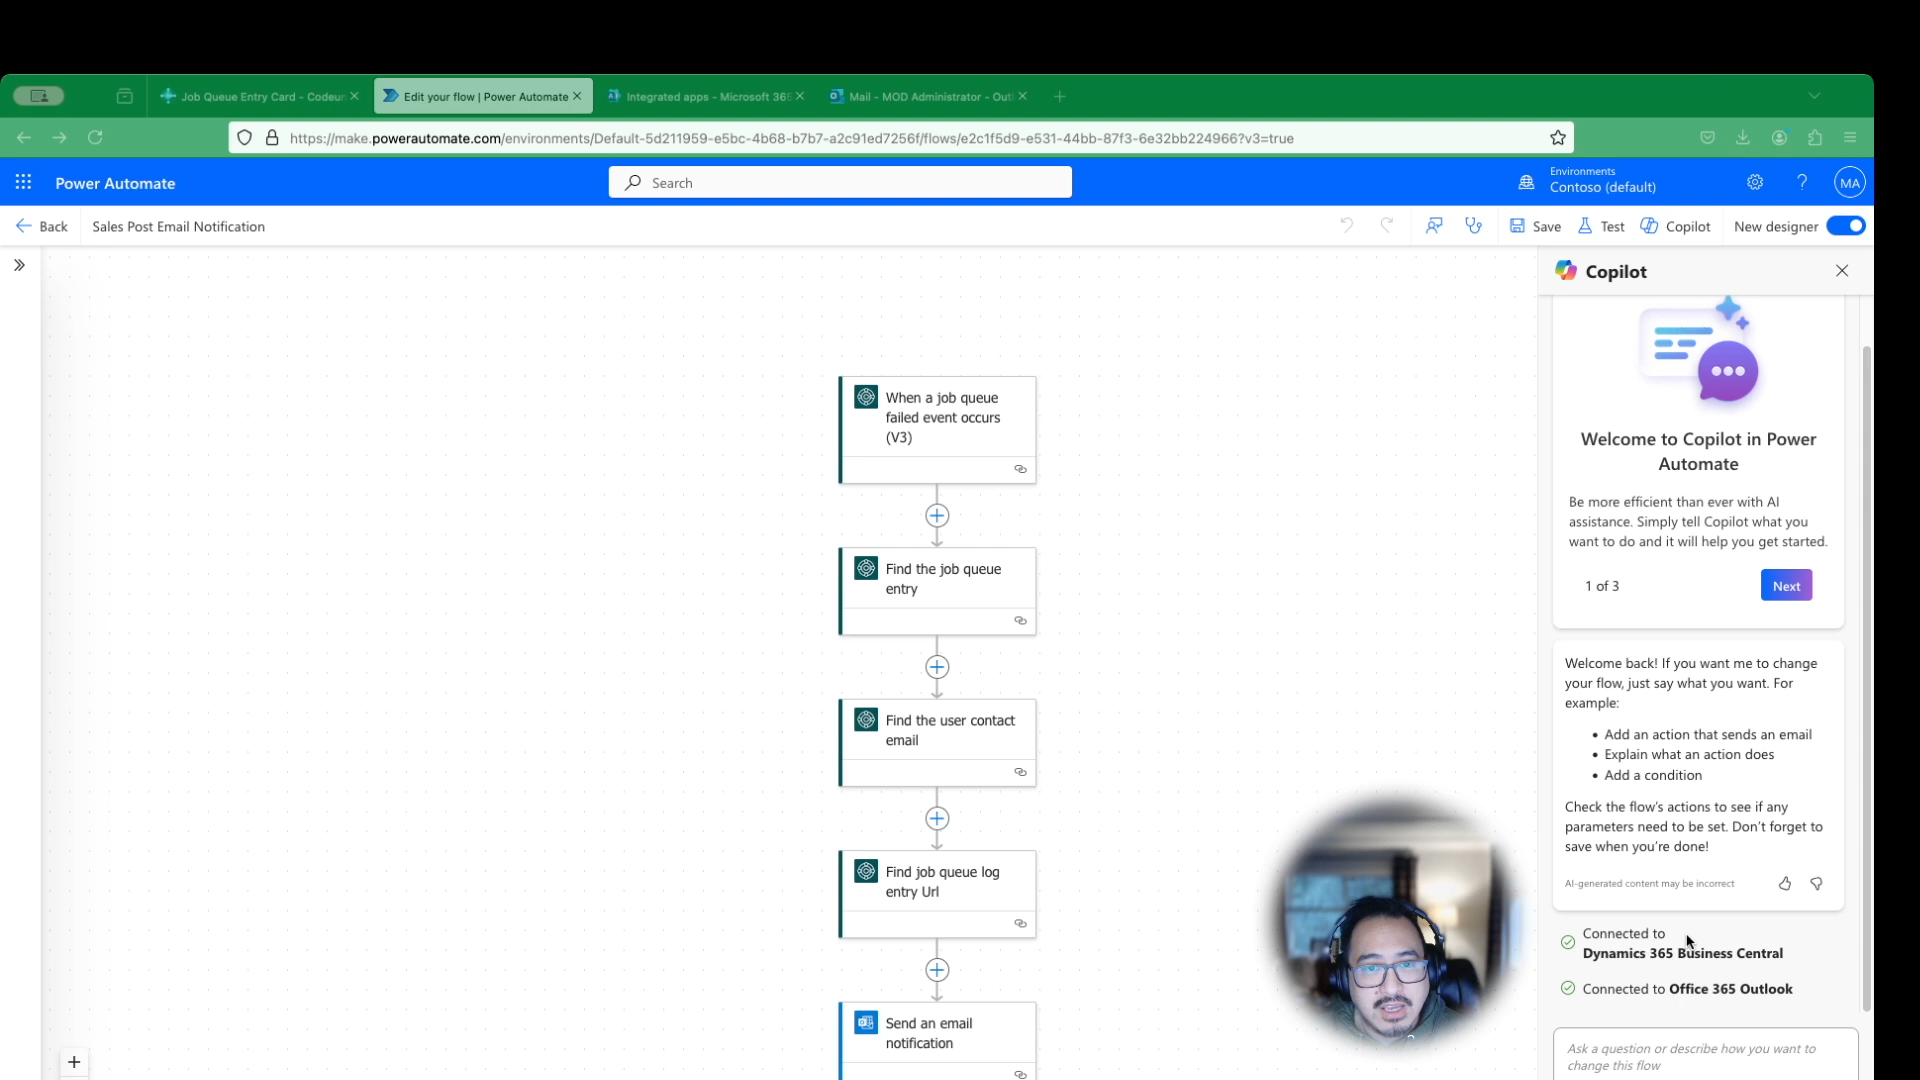 Job Queue Entry Card - Codeun
Edit your flow | Power Automate
Integrated apps - Microsoft 365
Mail - MOD Administrator - Outl
https://make.powerautomate.com/environments/Default-5d211959-e5bc-4b68-b7b7-a2c91ed7256f/flows/e2c1f5d9-e531-44bb-87f3-6e32bb224966?v3=true
Power Automate
Search
Environments
Contoso (default)
MA
Back
Sales Post Email Notification
Save
Test
Copilot
New designer
Copilot
When a job queue
failed event occurs
(V3)
Find the job queue
entry
Find the user contact
email
Find job queue log
entry Url
Send an email
notification
Welcome to Copilot in Power
Automate
Be more efficient than ever with AI
assistance. Simply tell Copilot what you
want to do and it will help you get started.
1 of 3
Next
Welcome back! If you want me to change
your flow, just say what you want. For
example:
• Add an action that sends an email
• Explain what an action does
• Add a condition
Check the flow's actions to see if any
parameters need to be set. Don't forget to
save when you're done!
AI-generated content may be incorrect
Connected to
Dynamics 365 Business Central
Connected to Office 365 Outlook
Ask a question or describe how you want to
change this flow